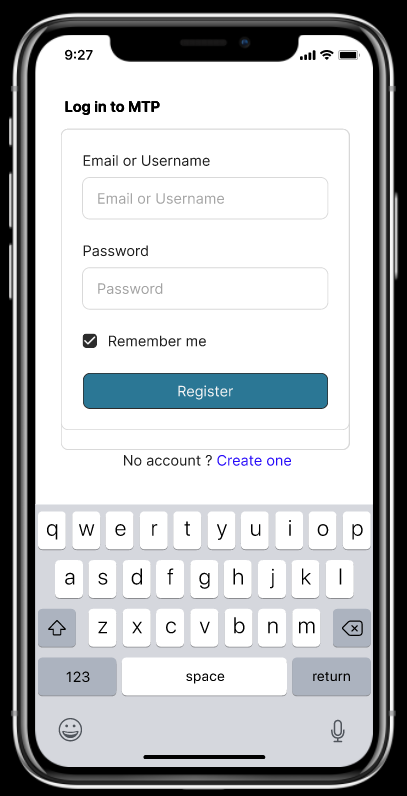 9:27
Log in to MTP
Email or Username
Email or Username
Password
Password
Remember me
Register
No account ? Create one
q w e r t y u i o p
a s d f g h j k l
z x c v b n m
123 space return